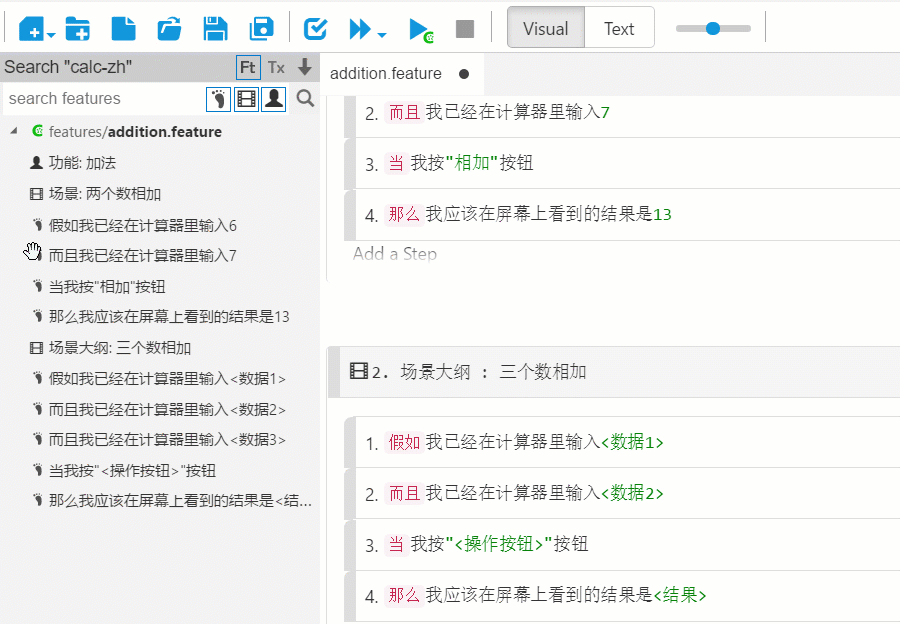 Visual
Text
Search "calc-zh"
Ft
Tx
search features
features/addition.feature
功能: 加法
场景: 两个数相加
假如我已经在计算器里输入6
而且我已经在计算器里输入7
当我按"相加"按钮
那么我应该在屏幕上看到的结果是13
场景大纲: 三个数相加
假如我已经在计算器里输入<数据1>
而且我已经在计算器里输入<数据2>
而且我已经在计算器里输入<数据3>
当我按"<操作按钮>"按钮
那么我应该在屏幕上看到的结果是<结...
addition.feature
2. 而且 我已经在计算器里输入7
3. 当 我按"相加"按钮
4. 那么 我应该在屏幕上看到的结果是13
Add a Step
2. 场景大纲 : 三个数相加
1. 假如 我已经在计算器里输入<数据1>
2. 而且 我已经在计算器里输入<数据2>
3. 当 我按"<操作按钮>"按钮
4. 那么 我应该在屏幕上看到的结果是<结果>